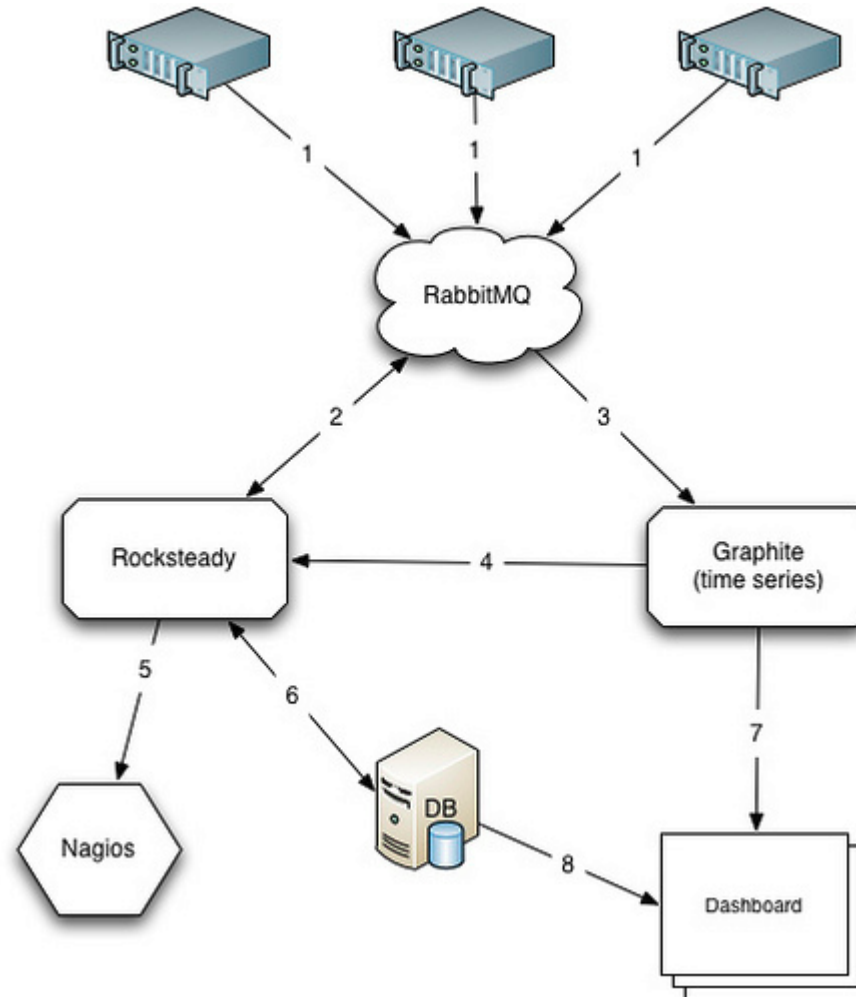 1
1
1
RabbitMQ
2
3
Rocksteady
4
Graphite
(time series)
5
6
7
Nagios
DB
8
Dashboard